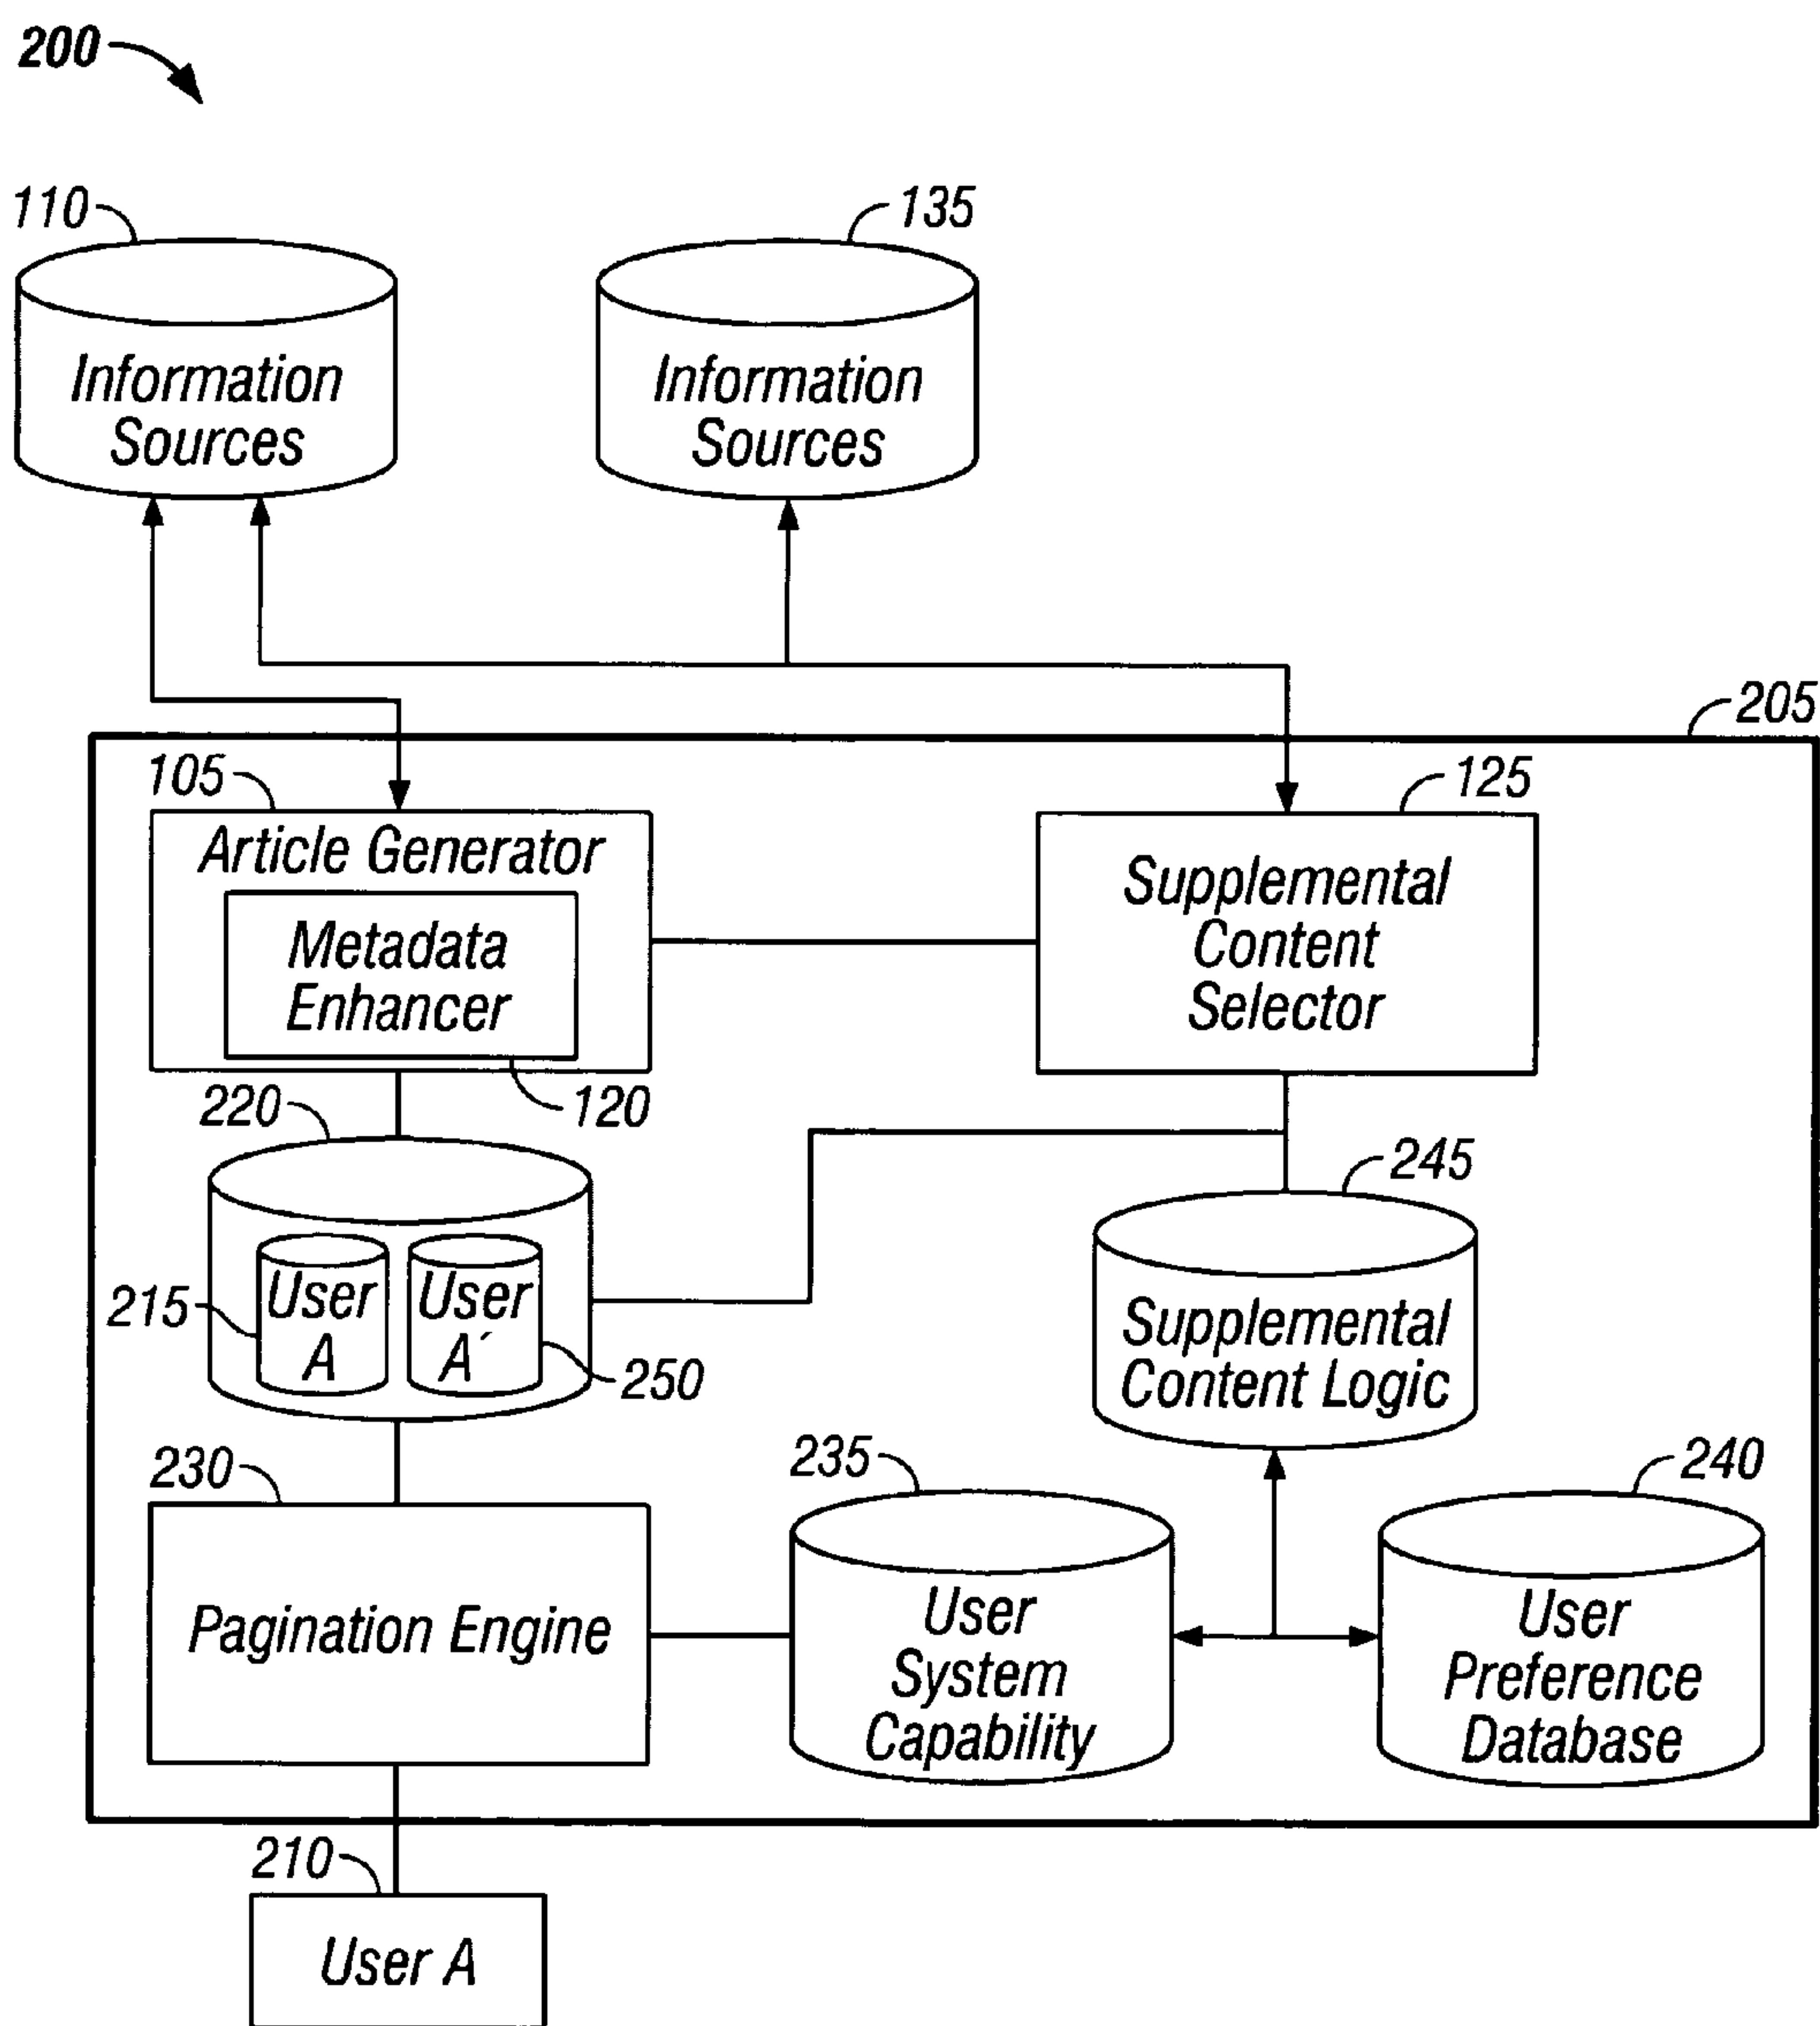 200
110
135
Information
Sources
Information
Sources
205
105
125
Article Generator
Metadata
Enhancer
Supplemental
Content
Selector
120
220
245
215
User
A
User
A´
250
Supplemental
Content Logic
230
235
240
Pagination Engine
User
System
Capability
User
Preference
Database
210
User A